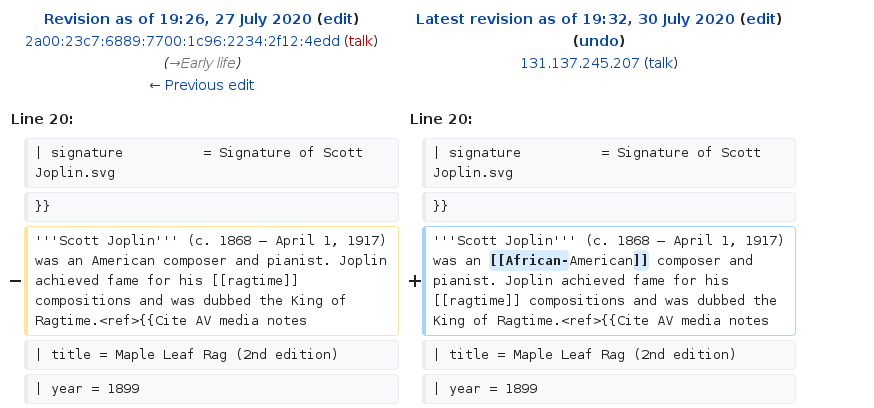 Revision as of 19:26, 27 July 2020 (edit)
2a00:23c7:6889:7700:1c96:2234:2f12:4edd (talk)
(→Early life)
← Previous edit
Latest revision as of 19:32, 30 July 2020 (edit)
(undo)
131.137.245.207 (talk)
Line 20:
| signature          = Signature of Scott
Joplin.svg
}}
− '''Scott Joplin''' (c. 1868 – April 1, 1917)
was an American composer and pianist. Joplin
achieved fame for his [[ragtime]]
compositions and was dubbed the King of
Ragtime.<ref>{{Cite AV media notes
| title = Maple Leaf Rag (2nd edition)
| year = 1899
Line 20:
| signature          = Signature of Scott
Joplin.svg
}}
+ '''Scott Joplin''' (c. 1868 – April 1, 1917)
was an [[African-American]] composer and
pianist. Joplin achieved fame for his
[[ragtime]] compositions and was dubbed the
King of Ragtime.<ref>{{Cite AV media notes
| title = Maple Leaf Rag (2nd edition)
| year = 1899